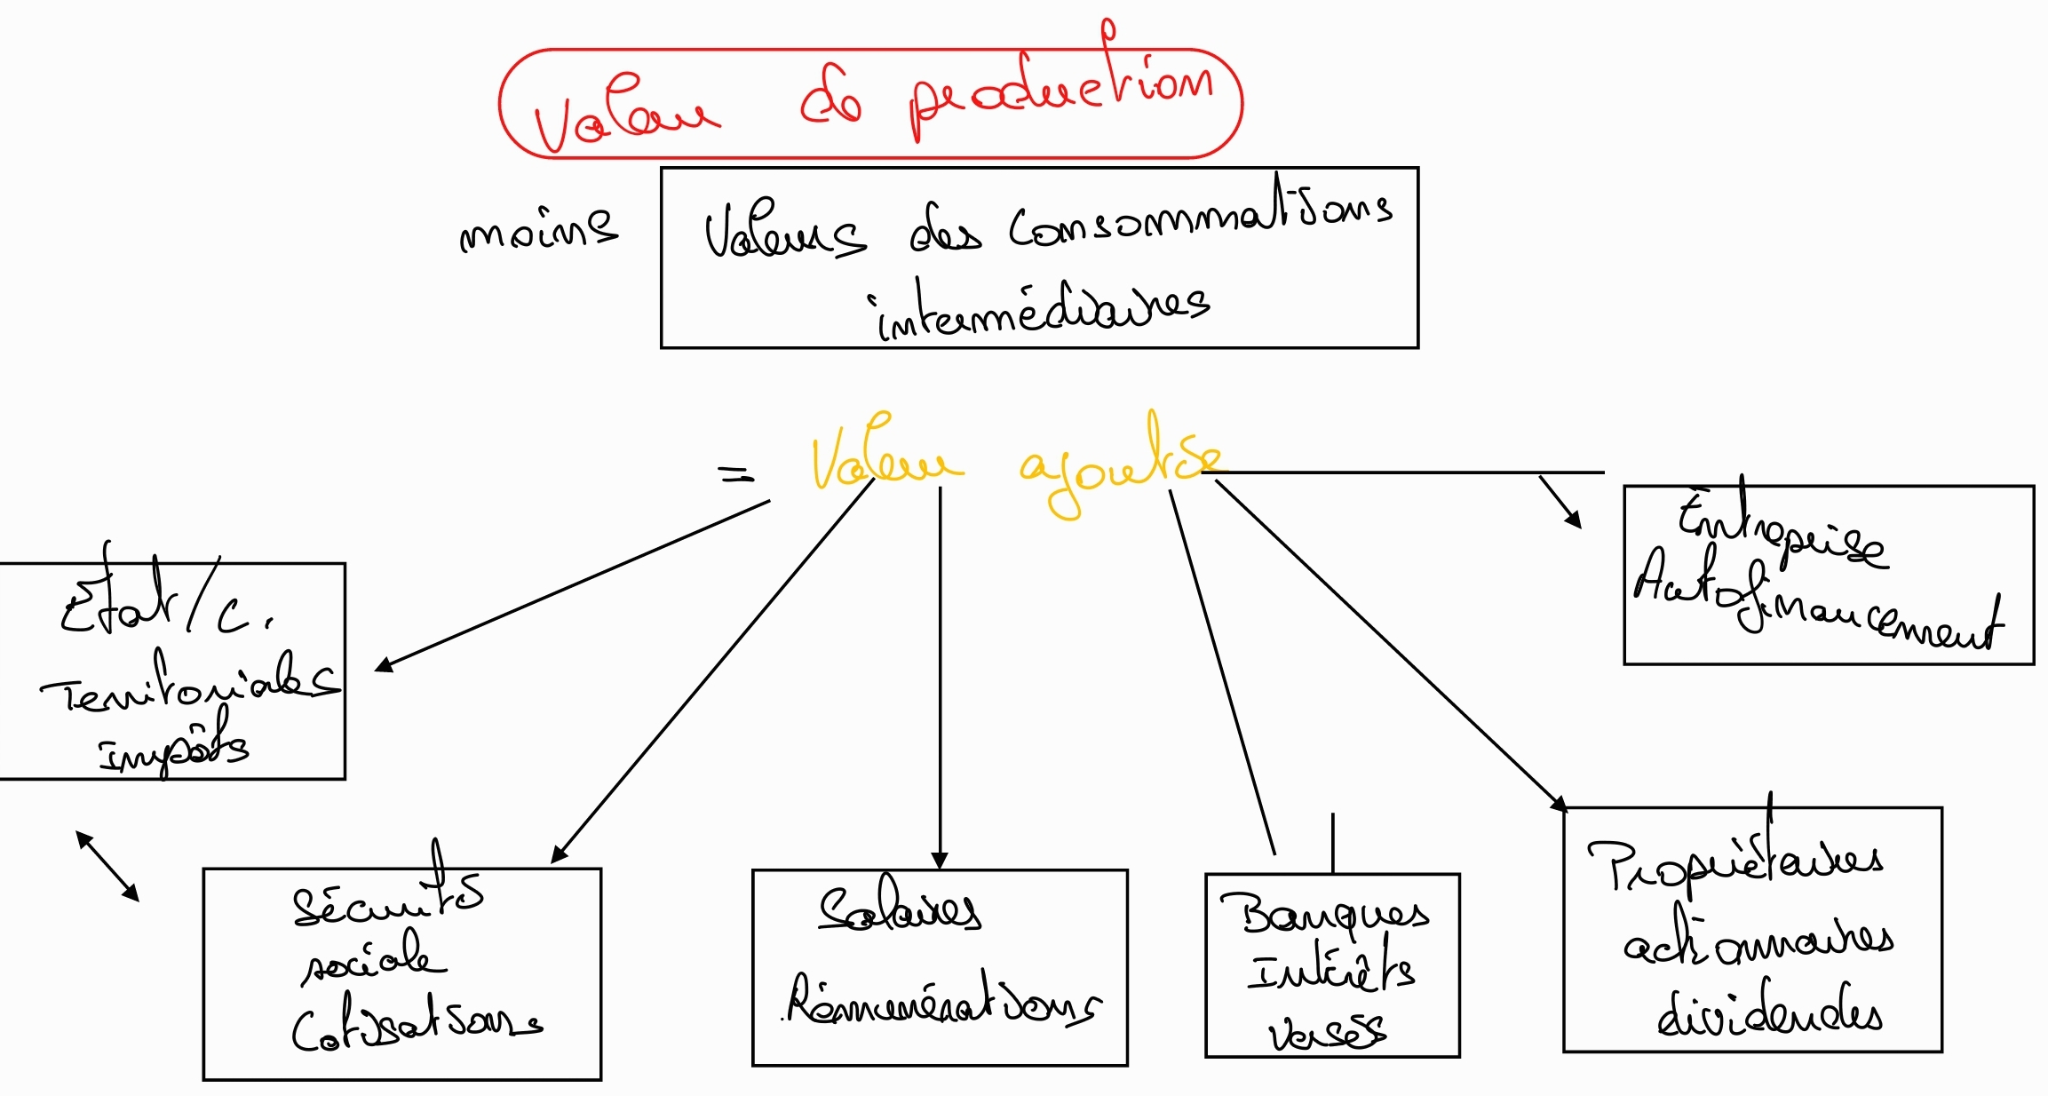 Valeur de production
moins
Valeurs des consommations
intermédiaires
= Valeur ajoutée
Entreprise
Autofinancement
Etat/C.
Territoriales
Impôts
Sécurité
sociale
Cotisations
Salaires
Rémunérations
Banques
Intérêts
versés
Propriétaires
actionnaires
dividendes